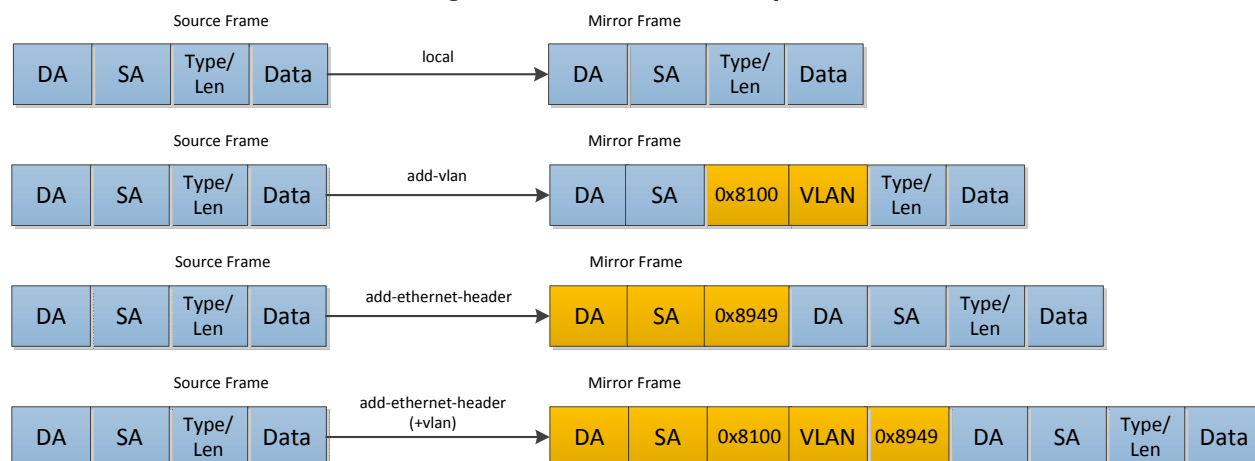 Source Frame Mirror Frame
DA SA Type/ Len Data local DA SA Type/ Len Data
Source Frame Mirror Frame
DA SA Type/ Len Data add-vlan DA SA 0x8100 VLAN Type/ Len Data
Source Frame Mirror Frame
DA SA Type/ Len Data add-ethernet-header DA SA 0x8949 DA SA Type/ Len Data
Source Frame Mirror Frame
DA SA Type/ Len Data add-ethernet-header (+vlan) DA SA 0x8100 VLAN 0x8949 DA SA Type/ Len Data